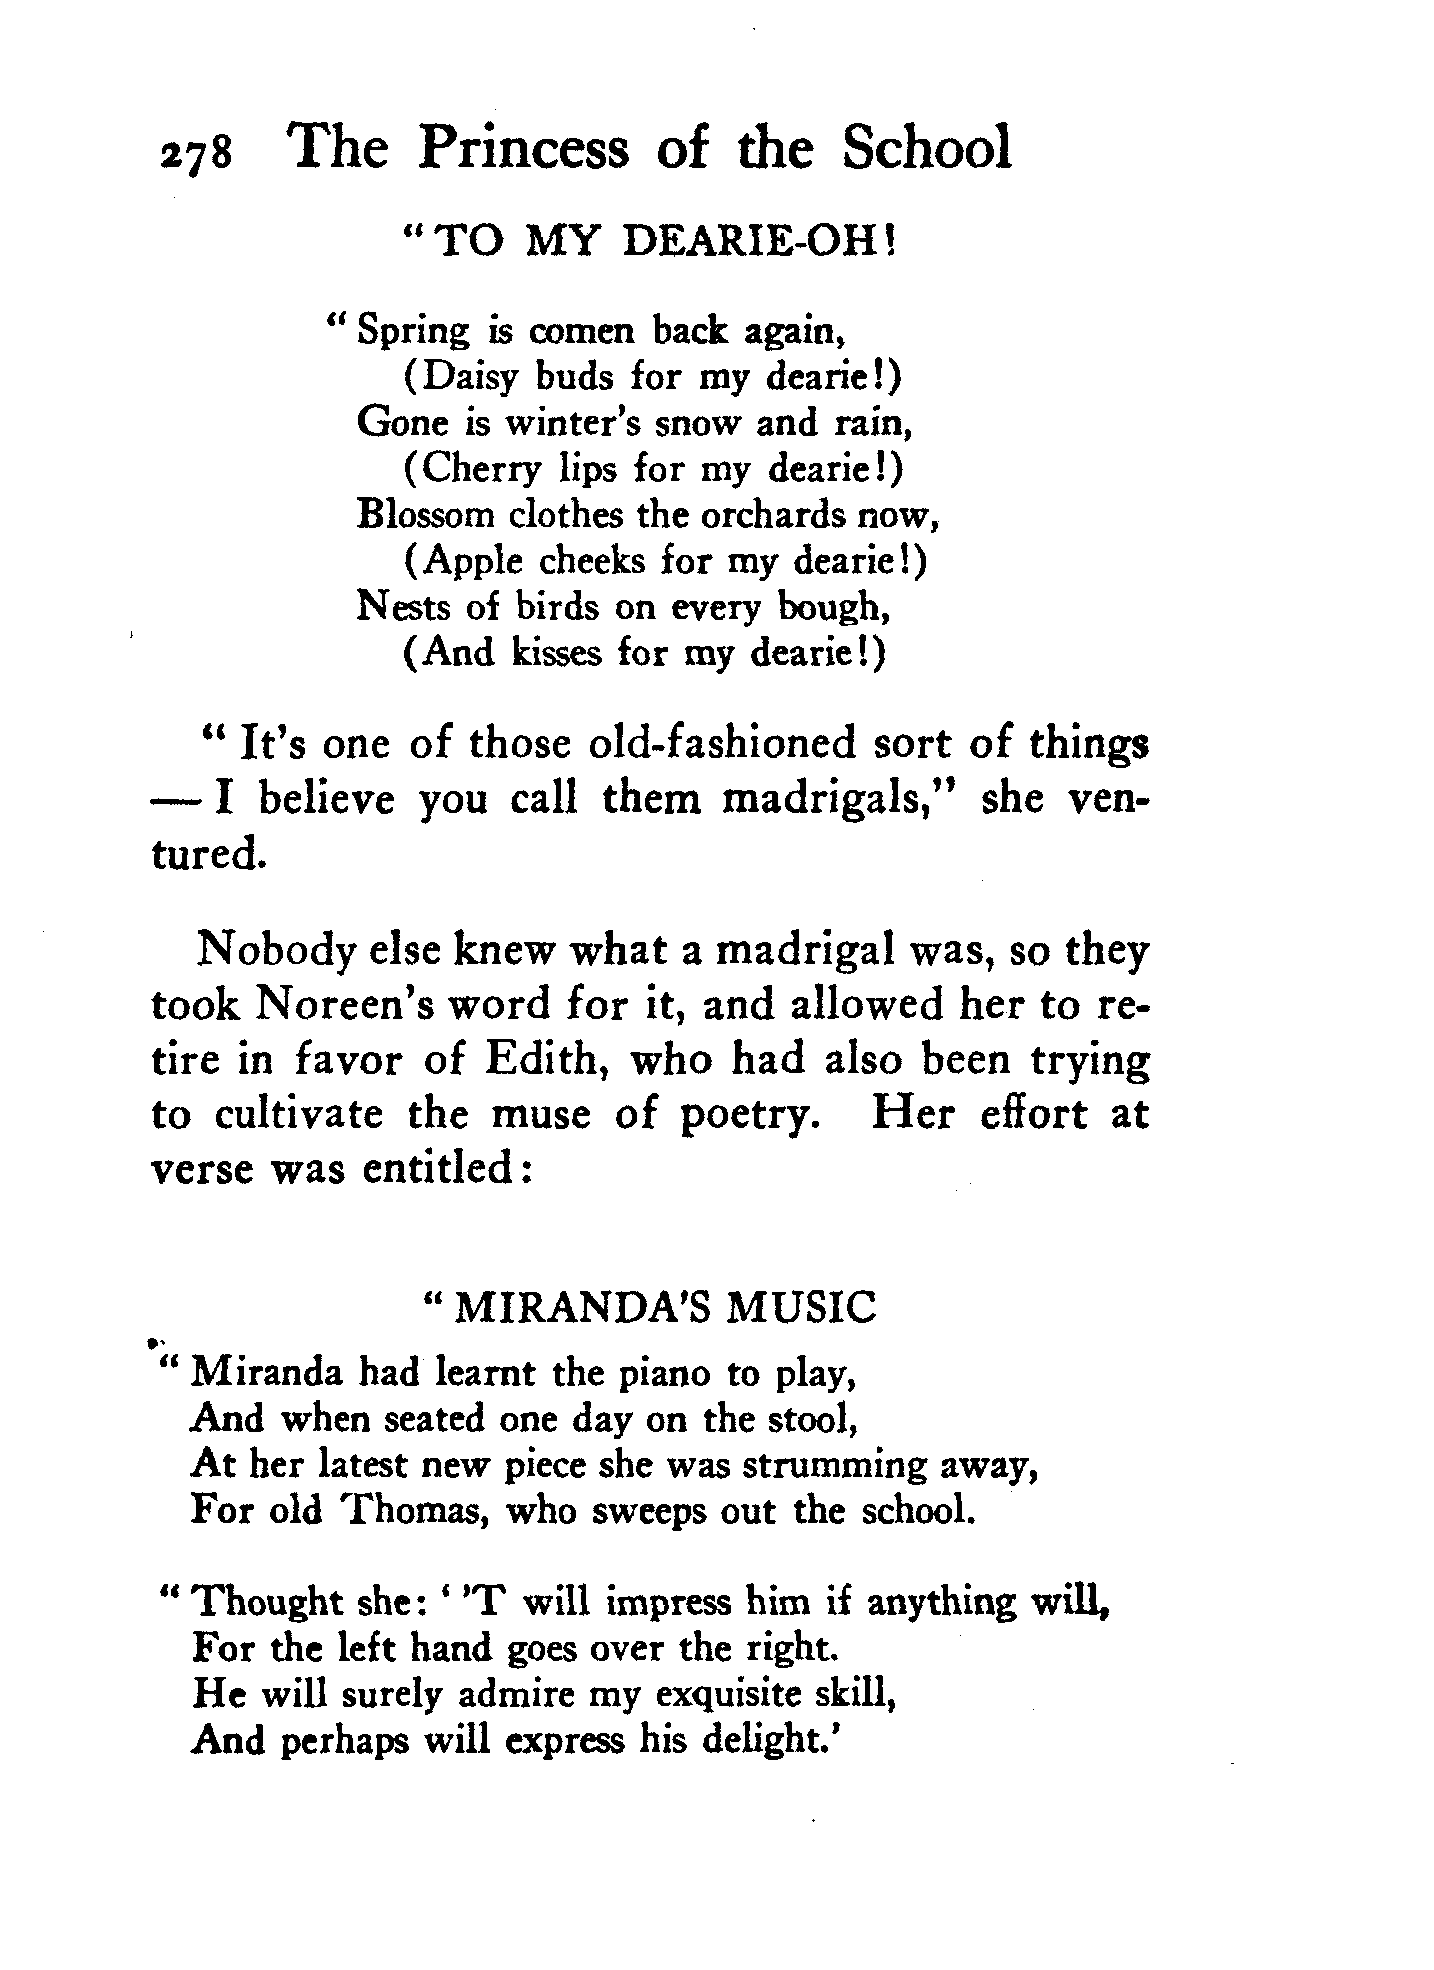 278 The Princess of the School
“ TO MY DEARIE-OH!
“ Spring is comen back again,
(Daisy buds for my dearie!)
Gone is winter’s snow and rain,
(Cherry lips for my dearie!)
Blossom clothes the orchards now,
(Apple cheeks for my dearie!)
Nests of birds on every bough,
(And kisses for my dearie!)
“ It’s one of those old-fashioned sort of things
— I believe you call them madrigals,” she ven-
tured.
Nobody else knew what a madrigal was, so they
took Noreen’s word for it, and allowed her to re-
tire in favor of Edith, who had also been trying
to cultivate the muse of poetry. Her effort at
verse was entitled:
“ MIRANDA’S MUSIC
“ Miranda had learnt the piano to play,
And when seated one day on the stool,
At her latest new piece she was strumming away,
For old Thomas, who sweeps out the school.
“ Thought she: ‘ ’T will impress him if anything will,
For the left hand goes over the right.
He will surely admire my exquisite skill,
And perhaps will express his delight.’